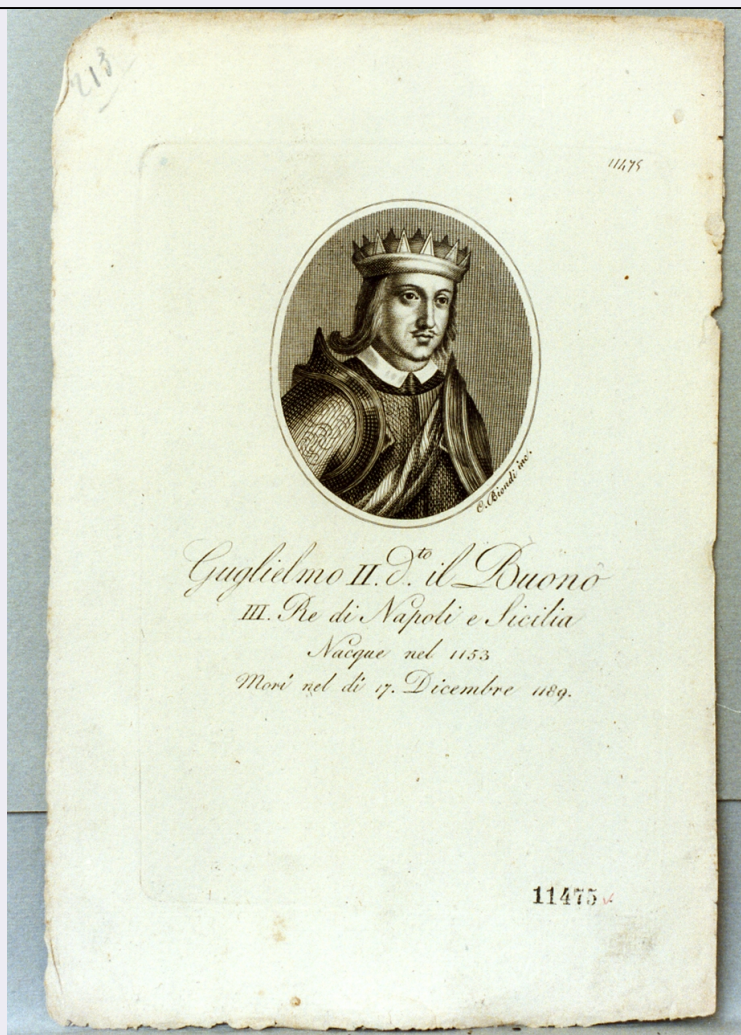 213
11475
C. Biondi inc.
Guglielmo II. d.to il Buono
III. Re di Napoli e Sicilia
Nacque nel 1153
Morì nel dì 17. Dicembre 1189.
11475